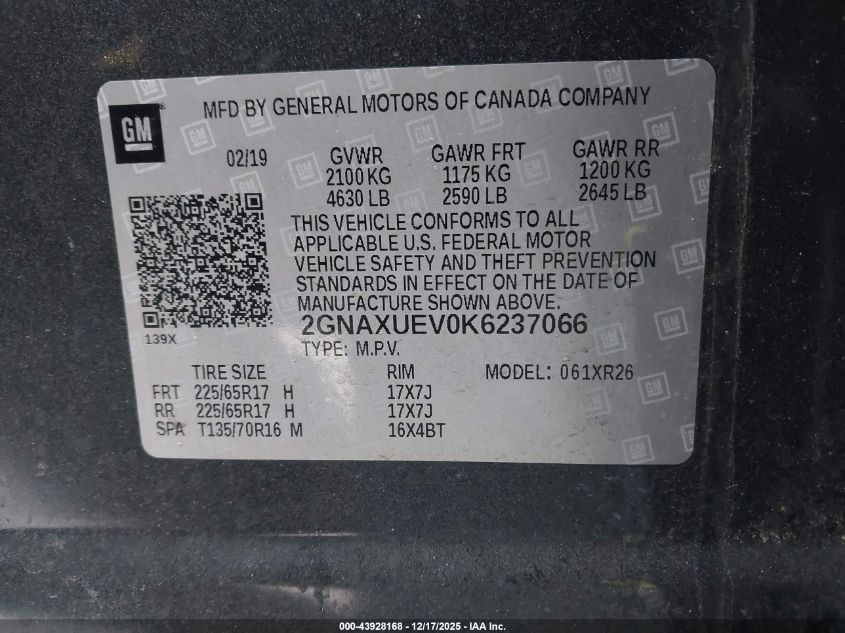 GM
MFD BY GENERAL MOTORS OF CANADA COMPANY
02/19 GVWR GAWR FRT GAWR RR
2100 KG 1175 KG 1200 KG
4630 LB 2590 LB 2645 LB
THIS VEHICLE CONFORMS TO ALL
APPLICABLE U.S. FEDERAL MOTOR
VEHICLE SAFETY AND THEFT PREVENTION
STANDARDS IN EFFECT ON THE DATE OF
MANUFACTURE SHOWN ABOVE.
139X
2GNAXUEV0K6237066
TYPE: M.P.V.
TIRE SIZE RIM MODEL: 061XR26
FRT 225/65R17 H 17X7J
RR 225/65R17 H 17X7J
SPA T135/70R16 M 16X4BT
000-43928168 - 12/17/2025 - IAA Inc.